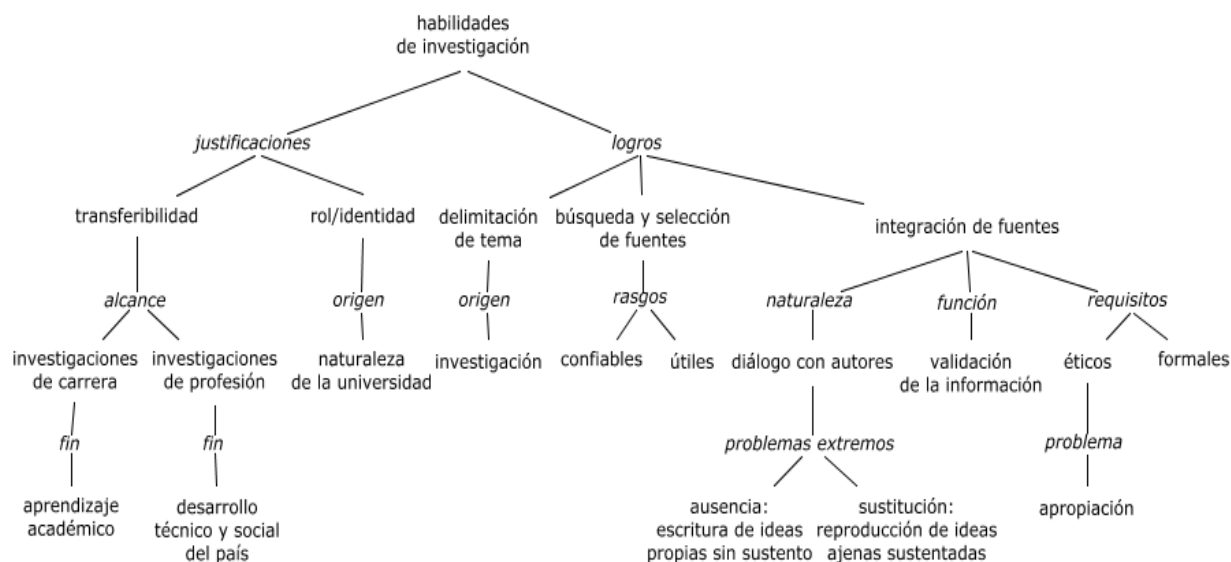 habilidades
de investigación
justificaciones
logros
transferibilidad
rol/identidad
delimitación
de tema
búsqueda y selección
de fuentes
integración de fuentes
alcance
origen
origen
rasgos
naturaleza
función
requisitos
investigaciones
de carrera
investigaciones
de profesión
naturaleza
de la universidad
investigación
confiables
útiles
diálogo con autores
validación
de la información
éticos
formales
fin
fin
problemas extremos
problema
aprendizaje
académico
desarrollo
técnico y social
del país
ausencia:
escritura de ideas
propias sin sustento
sustitución:
reproducción de ideas
ajenas sustentadas
apropiación